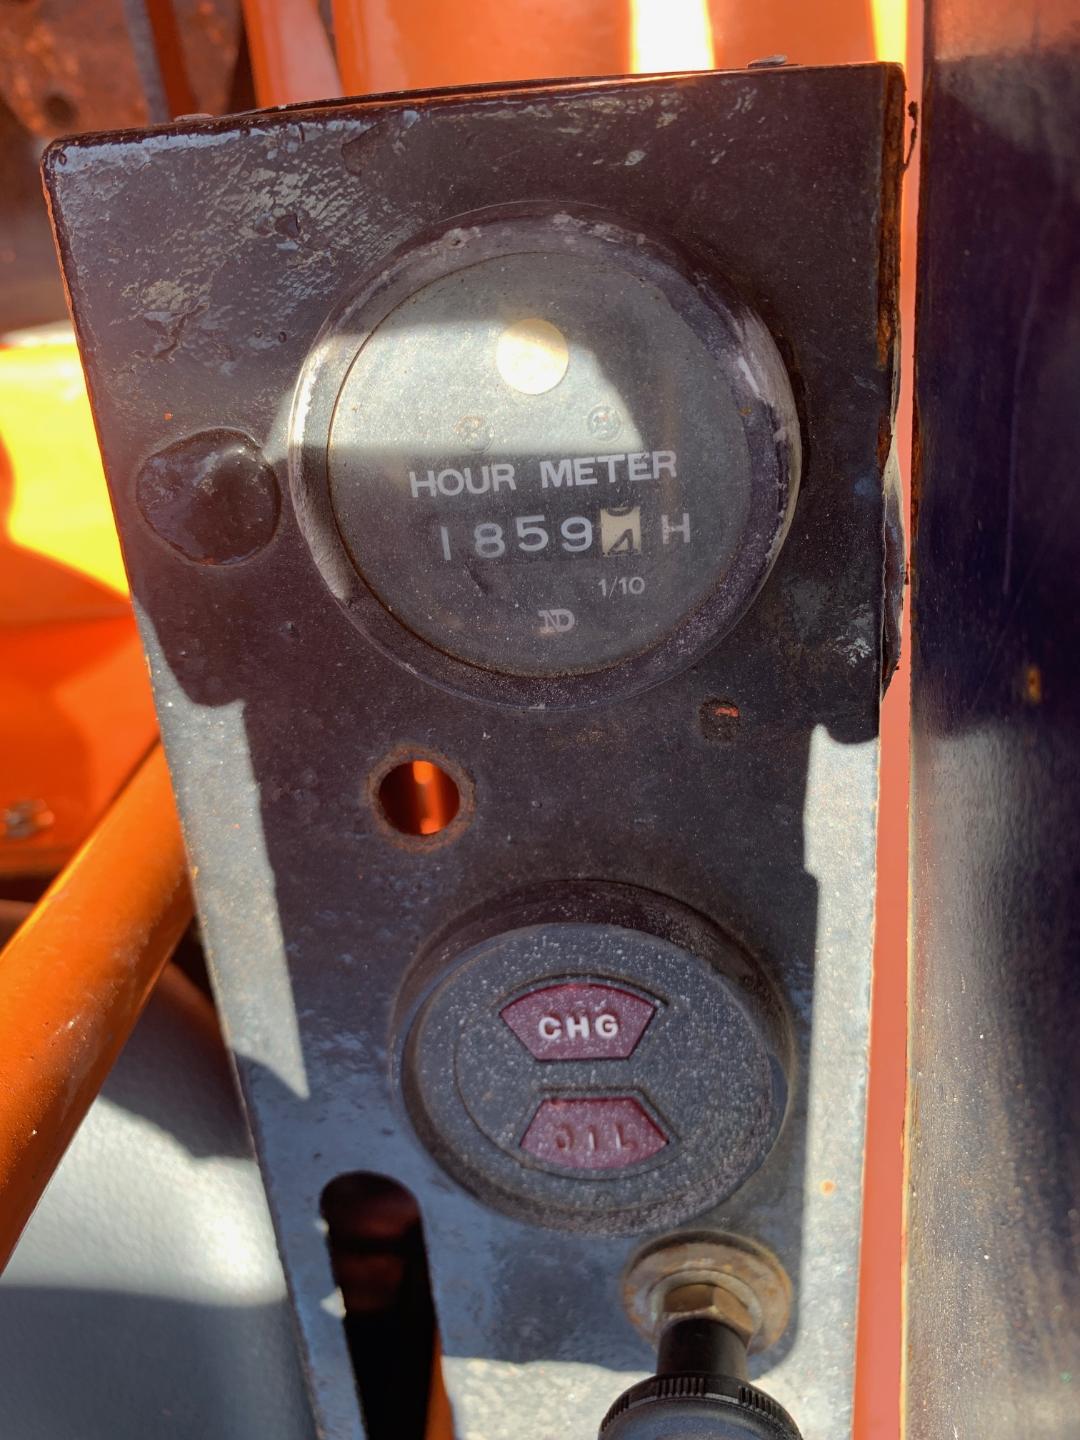 HOUR METER
18594 H
1/10
ND
CHG
OIL